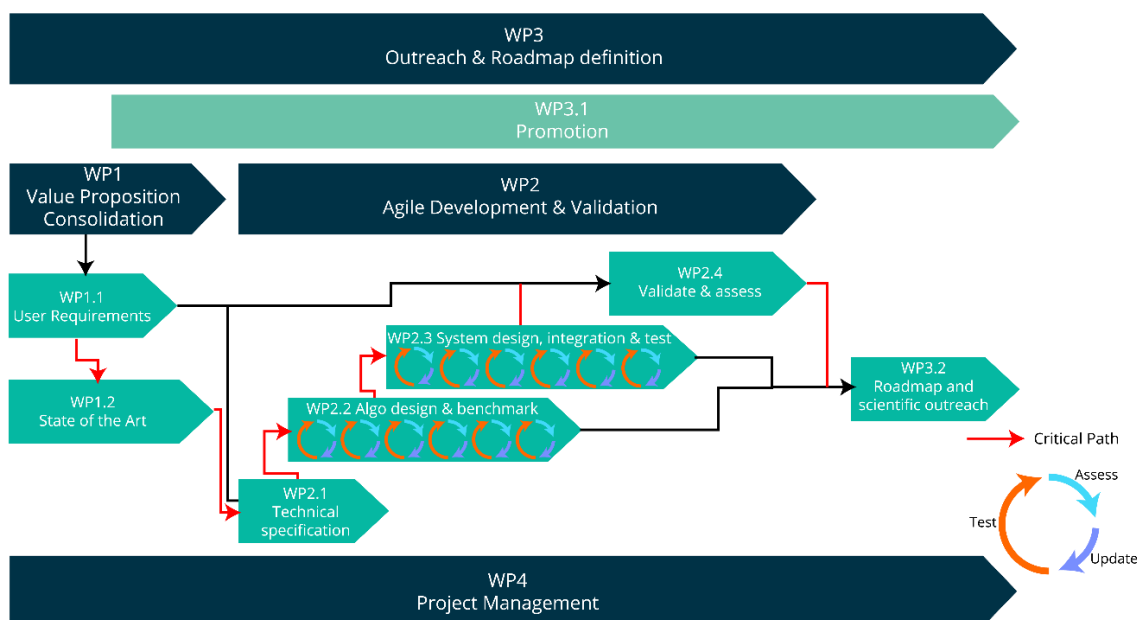 WP3
Outreach & Roadmap definition
WP3.1
Promotion
WP1
Value Proposition
Consolidation
WP2
Agile Development & Validation
WP1.1
User Requirements
WP2.4
Validate & assess
WP2.3 System design, integration & test
WP1.2
State of the Art
WP3.2
Roadmap and
scientific outreach
WP2.2 Algo design & benchmark
Critical Path
WP2.1
Technical
specification
Assess
Test
Update
WP4
Project Management